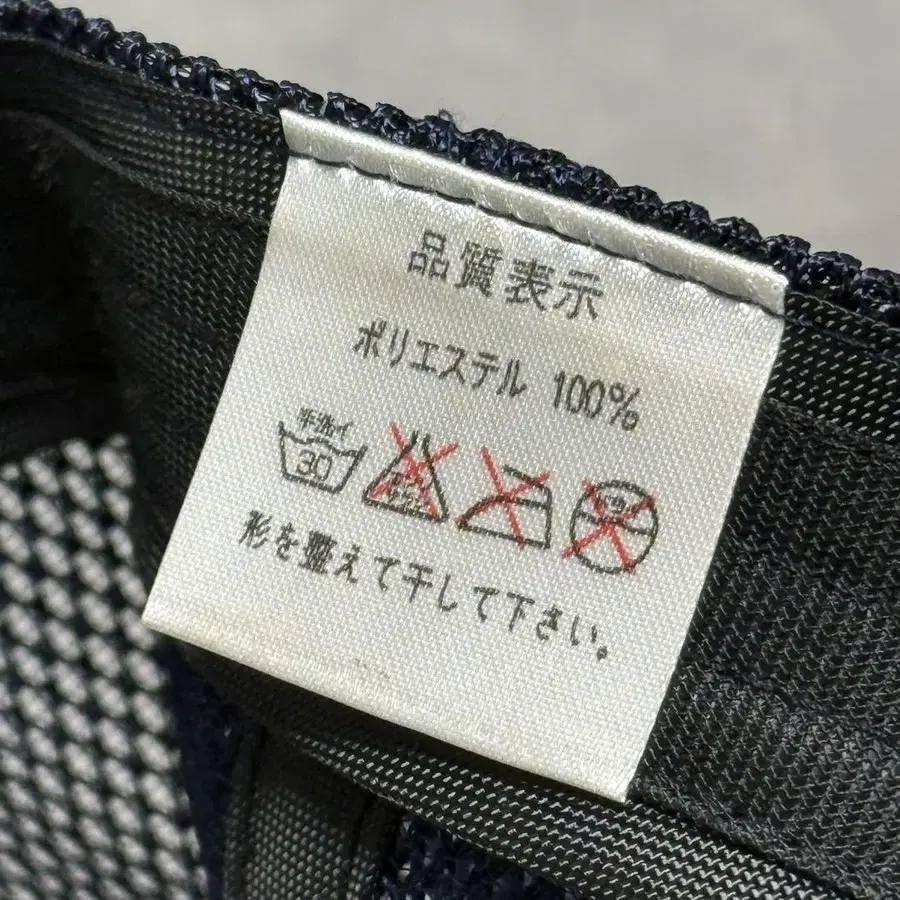 品質表示
ポリエステル 100%
手洗イ
30
形を整えて干して下さい。